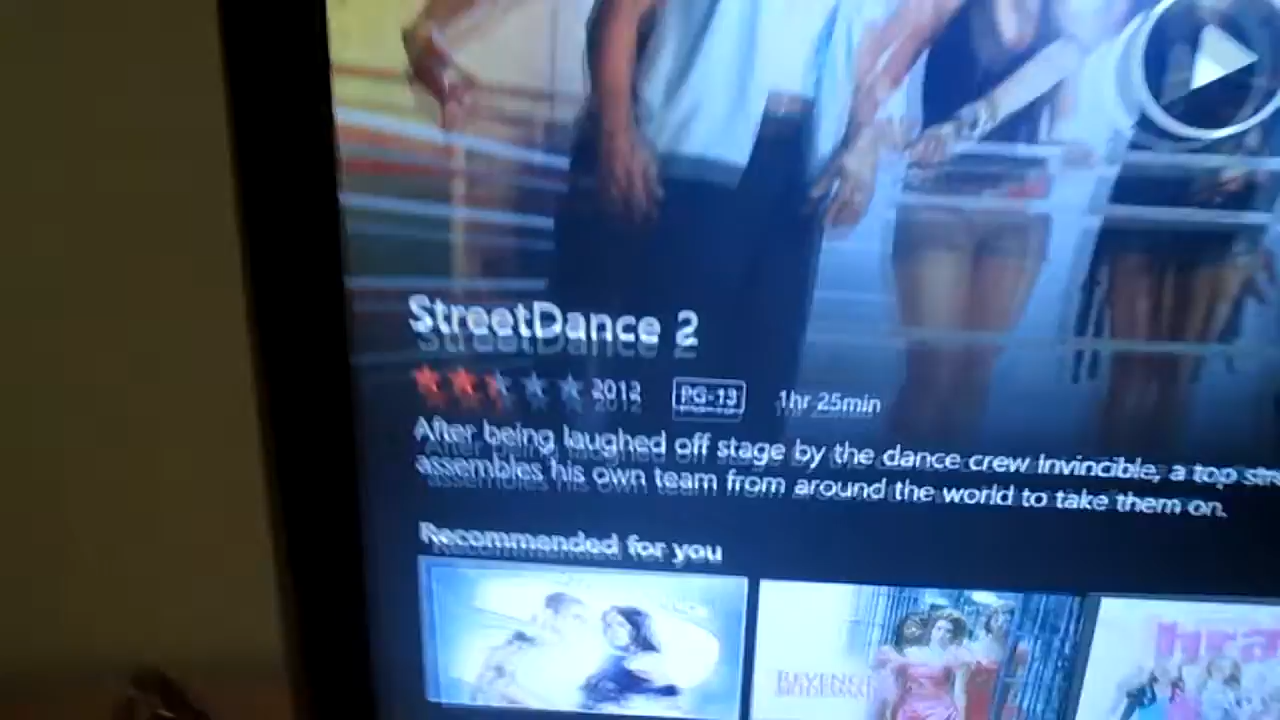 StreetDance 2
2012 PG-13 1hr 25min
After being laughed off stage by the dance crew Invincible, a top
assembles his own team from around the world to take them on.
Recommended for you